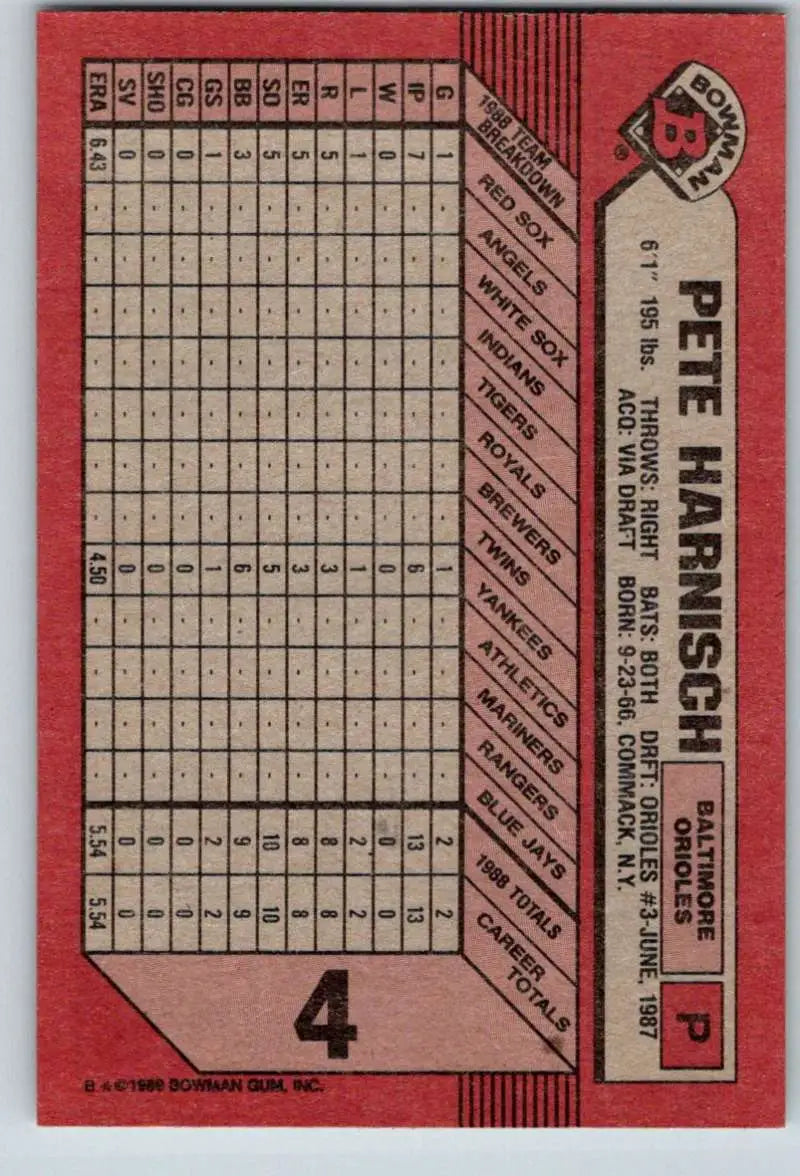 BOWMAN
B
®
PETE HARNISCH
BALTIMORE
ORIOLES
P
6'1" 195 lbs. THROWS: RIGHT BATS: BOTH DRFT: ORIOLES #3-JUNE, 1987
ACQ: VIA DRAFT BORN: 9-23-66, COMMACK, N.Y.
1988 TEAM
BREAKDOWN
RED SOX
ANGELS
WHITE SOX
INDIANS
TIGERS
ROYALS
BREWERS
TWINS
YANKEES
ATHLETICS
MARINERS
RANGERS
BLUE JAYS
1988 TOTALS
CAREER
TOTALS
G 1 · · · · · · · 1 · · · · 2 2
IP 7 · · · · · · · 6 · · · · 13 13
W 0 · · · · · · · 0 · · · · 0 0
L 1 · · · · · · · 1 · · · · 2 2
R 5 · · · · · · · 3 · · · · 8 8
ER 5 · · · · · · · 3 · · · · 8 8
SO 5 · · · · · · · 5 · · · · 10 10
BB 3 · · · · · · · 6 · · · · 9 9
GS 1 · · · · · · · 1 · · · · 2 2
CG 0 · · · · · · · 0 · · · · 0 0
SHO 0 · · · · · · · 0 · · · · 0 0
SV 0 · · · · · · · 0 · · · · 0 0
ERA 6.43 · · · · · · · 4.50 · · · · 5.54 5.54
4
B ☆ © 1989 BOWMAN GUM, INC.